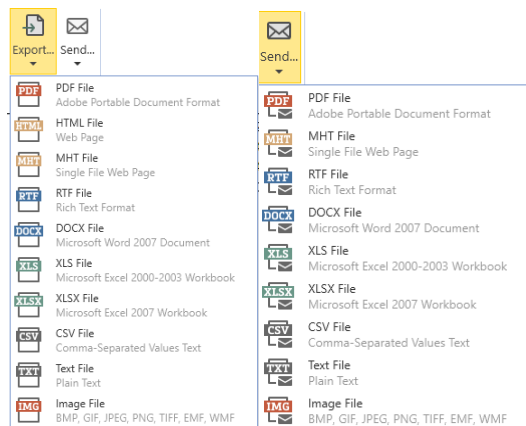 Export... Send...
PDF
PDF File
Adobe Portable Document Format
HTML
HTML File
Web Page
MHT
MHT File
Single File Web Page
RTF
RTF File
Rich Text Format
DOCX
DOCX File
Microsoft Word 2007 Document
XLS
XLS File
Microsoft Excel 2000-2003 Workbook
XLSX
XLSX File
Microsoft Excel 2007 Workbook
CSV
CSV File
Comma-Separated Values Text
TXT
Text File
Plain Text
IMG
Image File
BMP, GIF, JPEG, PNG, TIFF, EMF, WMF
Send...
PDF
PDF File
Adobe Portable Document Format
MHT
MHT File
Single File Web Page
RTF
RTF File
Rich Text Format
DOCX
DOCX File
Microsoft Word 2007 Document
XLS
XLS File
Microsoft Excel 2000-2003 Workbook
XLSX
XLSX File
Microsoft Excel 2007 Workbook
CSV
CSV File
Comma-Separated Values Text
TXT
Text File
Plain Text
IMG
Image File
BMP, GIF, JPEG, PNG, TIFF, EMF, WMF